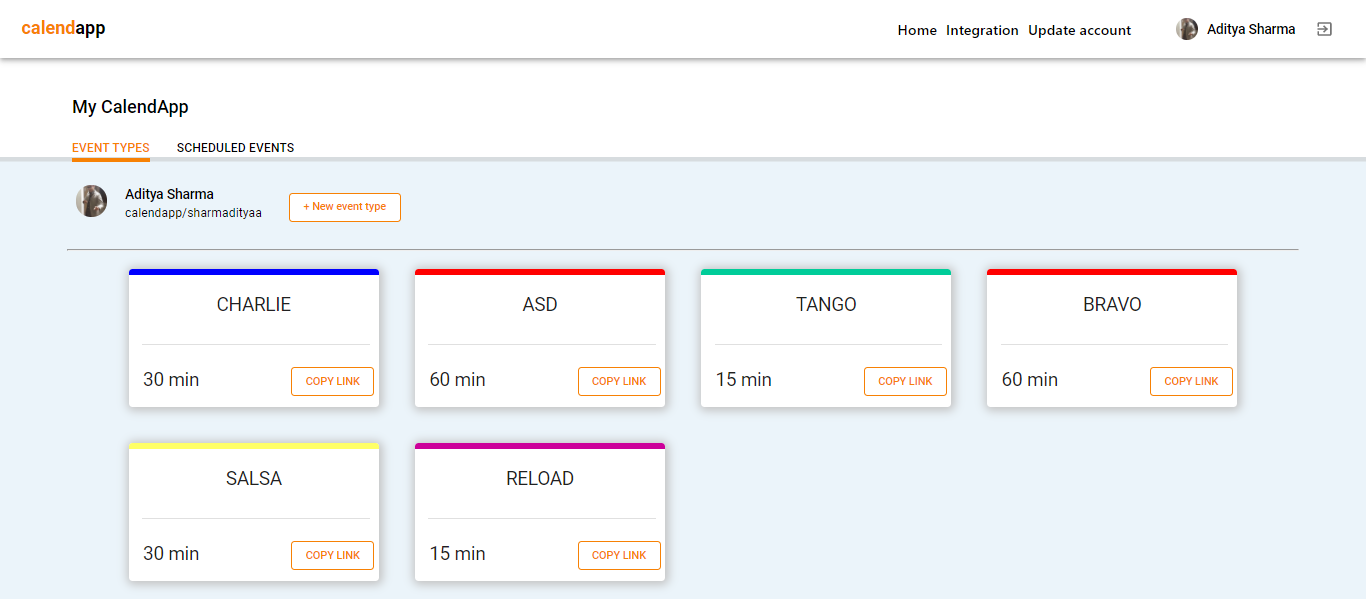 calendapp
Home Integration Update account Aditya Sharma
My CalendApp
EVENT TYPES SCHEDULED EVENTS
Aditya Sharma
calendapp/sharmadityaa
+ New event type
CHARLIE
30 min COPY LINK
ASD
60 min COPY LINK
TANGO
15 min COPY LINK
BRAVO
60 min COPY LINK
SALSA
30 min COPY LINK
RELOAD
15 min COPY LINK